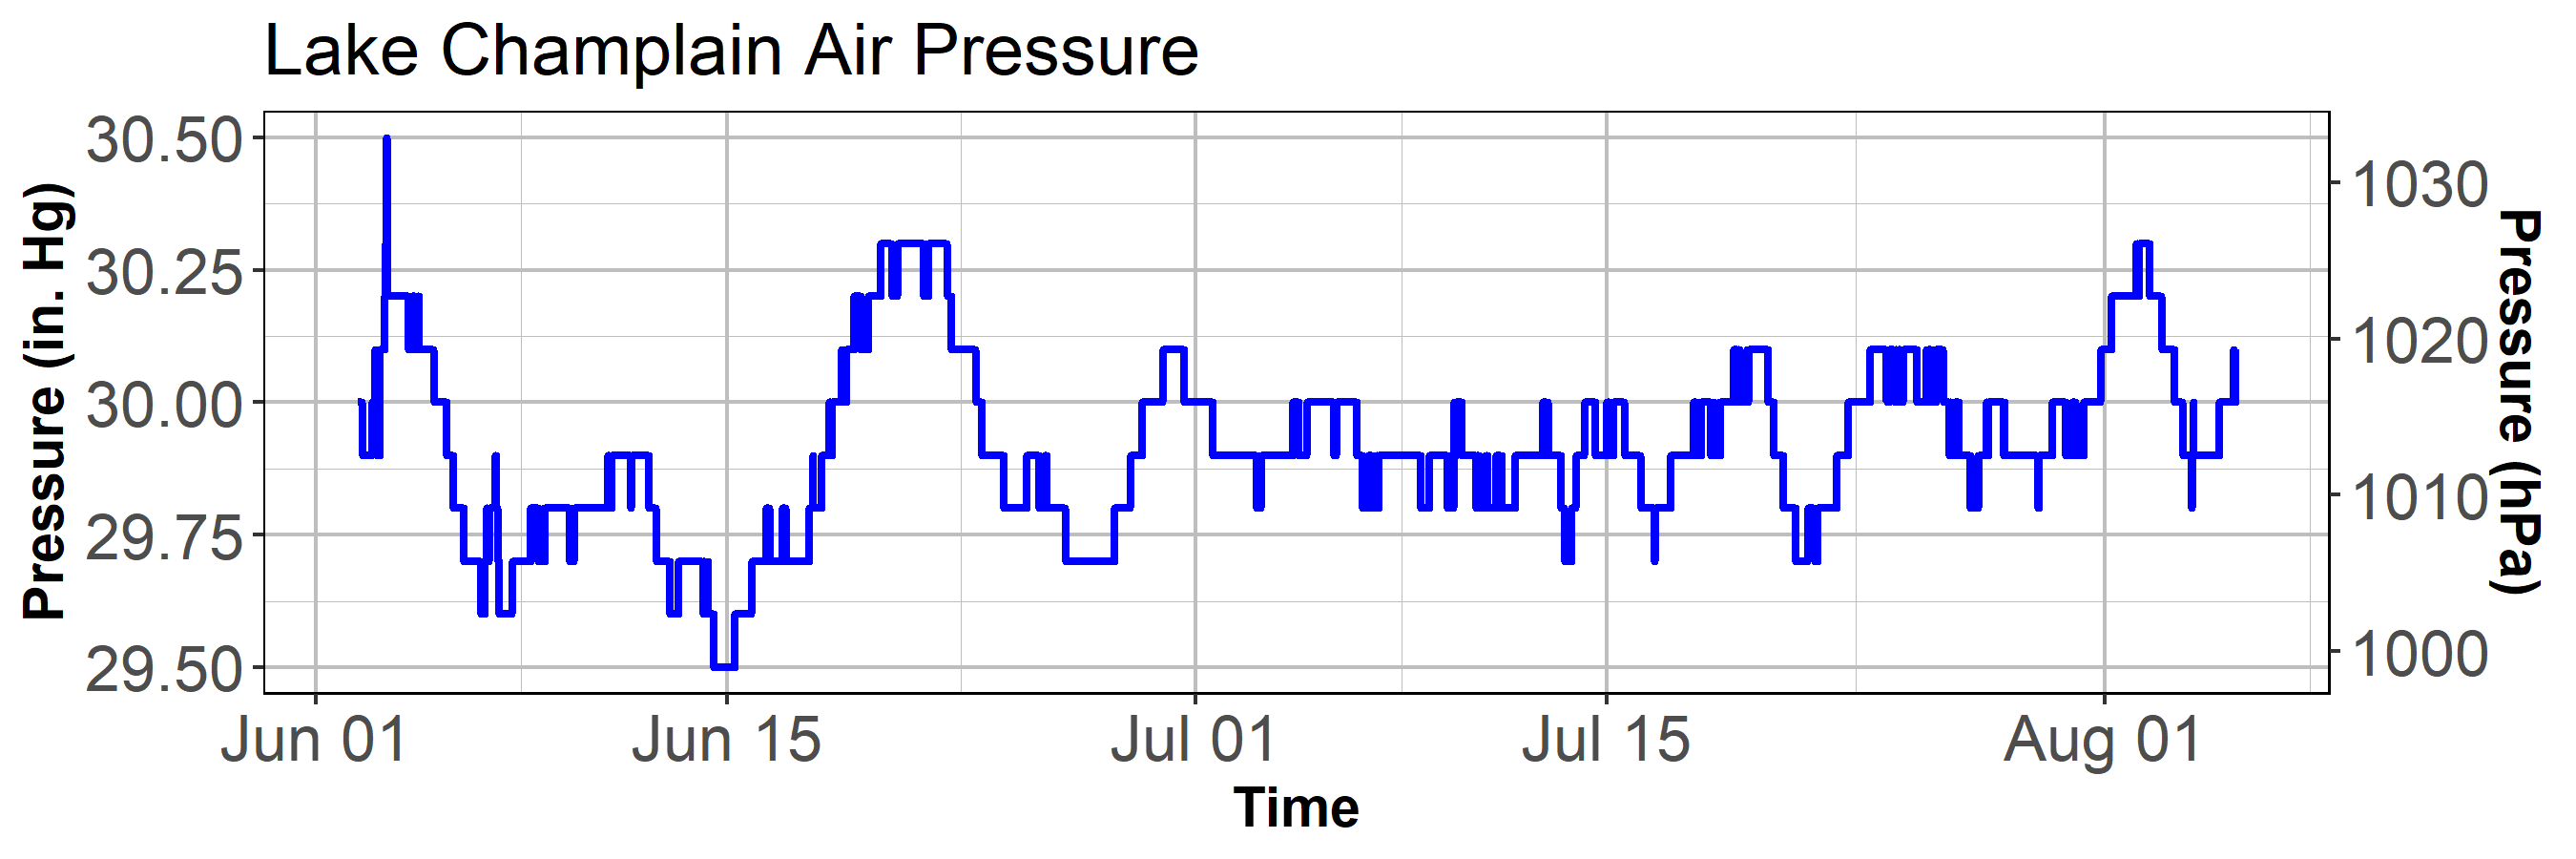 Lake Champlain Air Pressure
Pressure (in. Hg)
30.50
30.25
30.00
29.75
29.50
1030
1020
1010
1000
Pressure (hPa)
Jun 01 Jun 15 Jul 01 Jul 15 Aug 01
Time